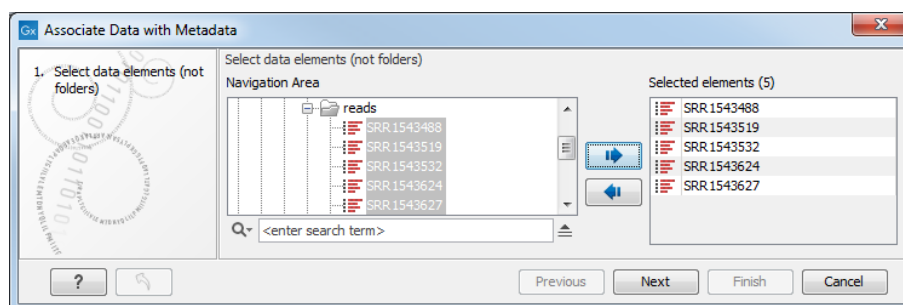 Gx Associate Data with Metadata
X
1. Select data elements (not
folders)
Select data elements (not folders)
Navigation Area
reads
SRR1543488
SRR1543519
SRR1543532
SRR1543624
SRR1543627
<enter search term>
Selected elements (5)
SRR1543488
SRR1543519
SRR1543532
SRR1543624
SRR1543627
?
Previous
Next
Finish
Cancel